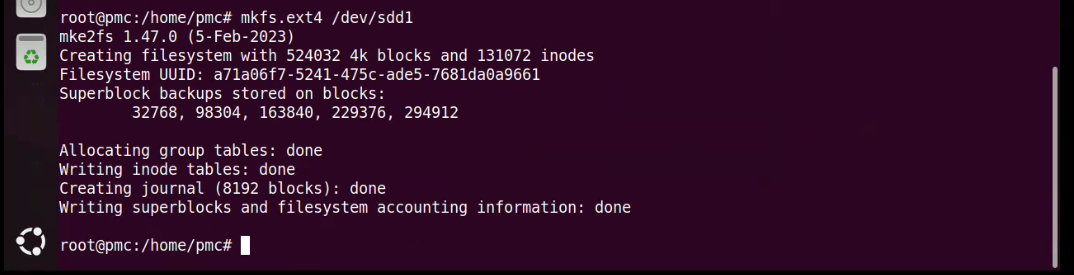 root@pmc:/home/pmc# mkfs.ext4 /dev/sdd1
mke2fs 1.47.0 (5-Feb-2023)
Creating filesystem with 524032 4k blocks and 131072 inodes
Filesystem UUID: a71a06f7-5241-475c-ade5-7681da0a9661
Superblock backups stored on blocks:
32768, 98304, 163840, 229376, 294912
Allocating group tables: done
Writing inode tables: done
Creating journal (8192 blocks): done
Writing superblocks and filesystem accounting information: done
root@pmc:/home/pmc#